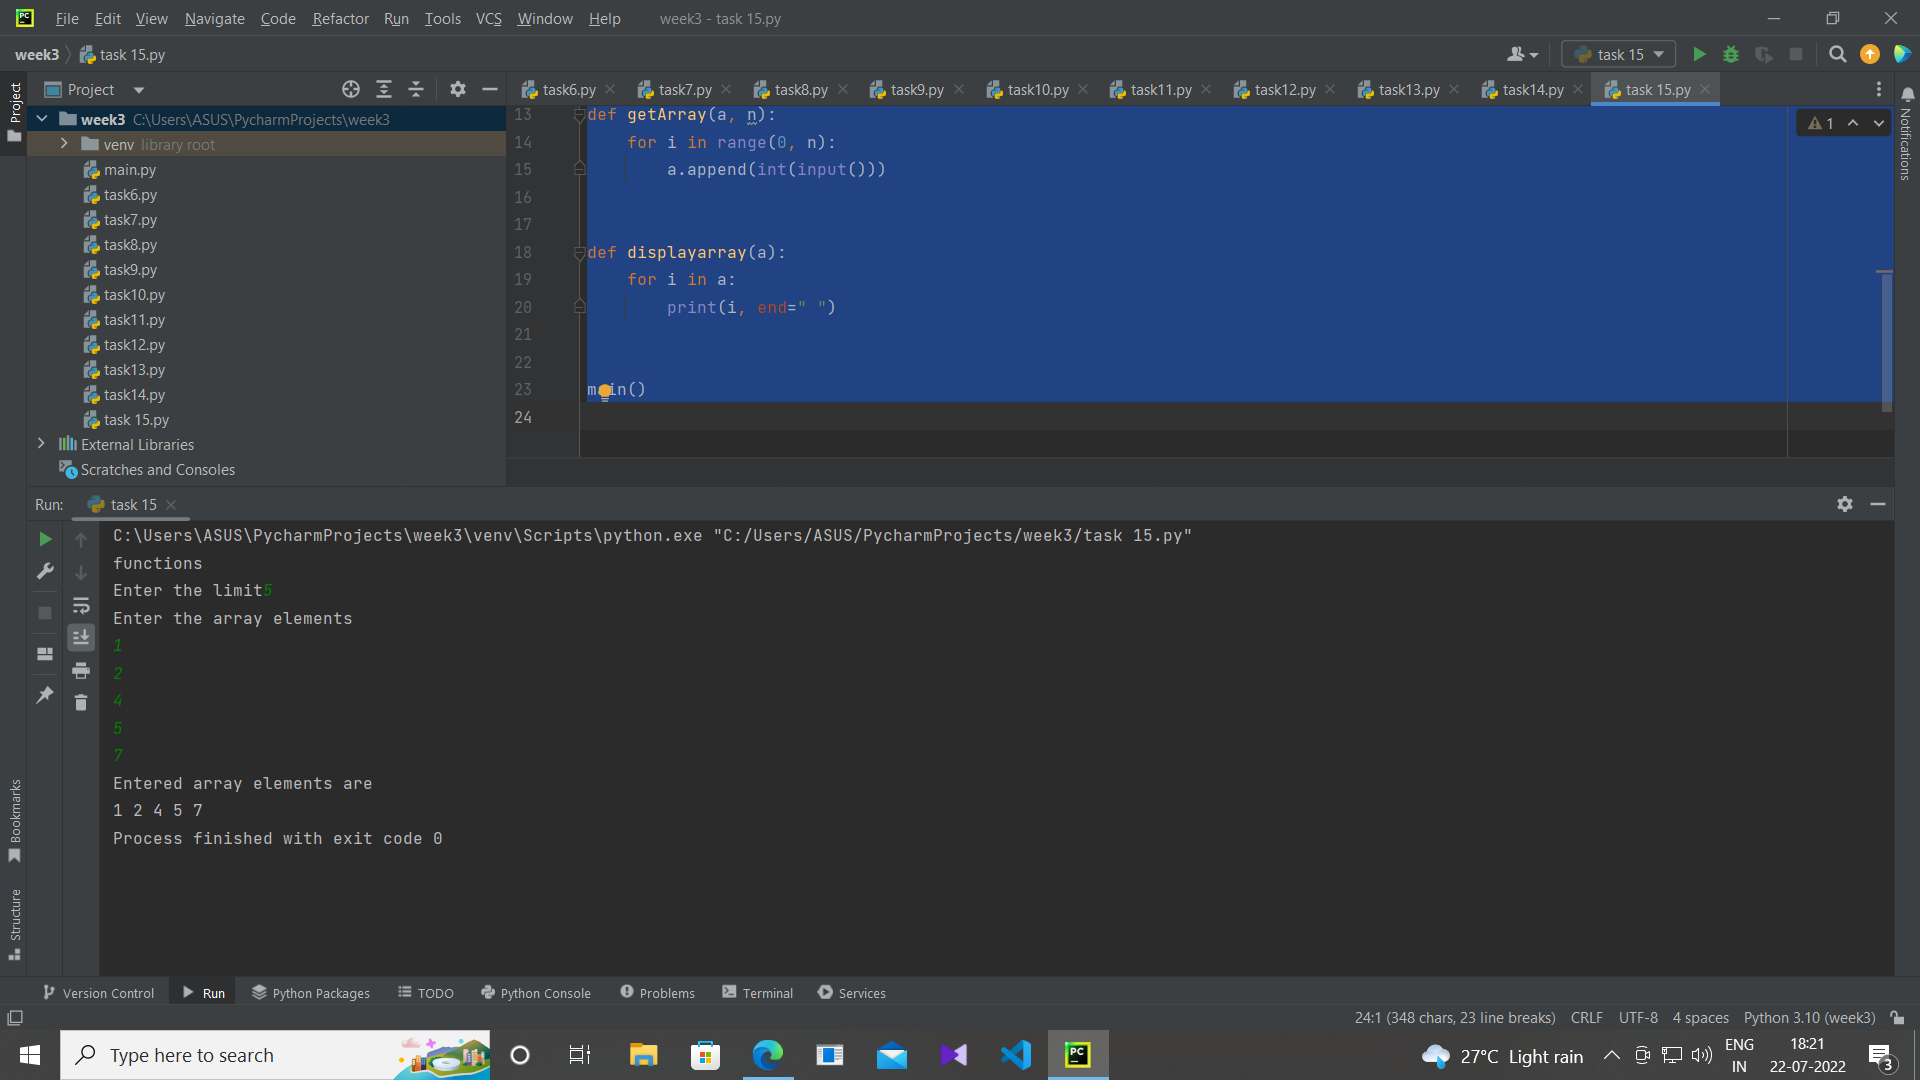 PC File Edit View Navigate Code Refactor Run Tools VCS Window Help week3 - task 15.py
week3 task 15.py task 15
Project
Project task6.py task7.py task8.py task9.py task10.py task11.py task12.py task13.py task14.py task 15.py
Notifications
week3 C:\Users\ASUS\PycharmProjects\week3
venv library root
main.py
task6.py
task7.py
task8.py
task9.py
task10.py
task11.py
task12.py
task13.py
task14.py
task 15.py
External Libraries
Scratches and Consoles
1
13 def getArray(a, n):
14 for i in range(0, n):
15 a.append(int(input()))
16
17
18 def displayarray(a):
19 for i in a:
20 print(i, end=" ")
21
22
23 main()
24
Run: task 15
C:\Users\ASUS\PycharmProjects\week3\venv\Scripts\python.exe "C:/Users/ASUS/PycharmProjects/week3/task 15.py"
functions
Enter the limit5
Enter the array elements
1
2
4
5
7
Entered array elements are
1 2 4 5 7
Process finished with exit code 0
Bookmarks
Structure
Version Control Run Python Packages TODO Python Console Problems Terminal Services
24:1 (348 chars, 23 line breaks) CRLF UTF-8 4 spaces Python 3.10 (week3)
Type here to search PC 27°C Light rain ENG IN 18:21 22-07-2022 3